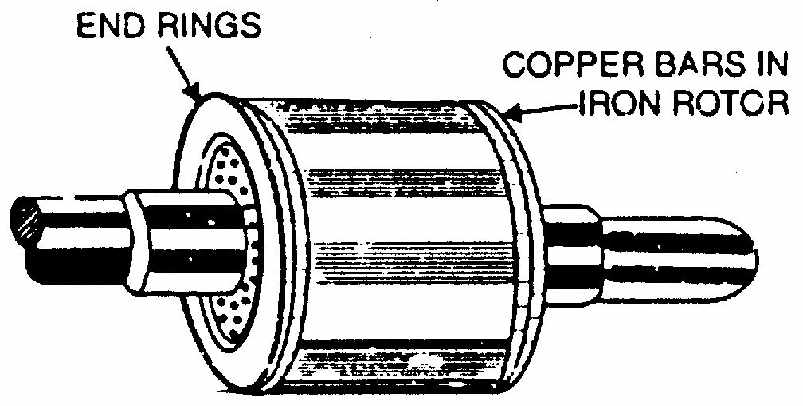 END RINGS
COPPER BARS IN
IRON ROTOR